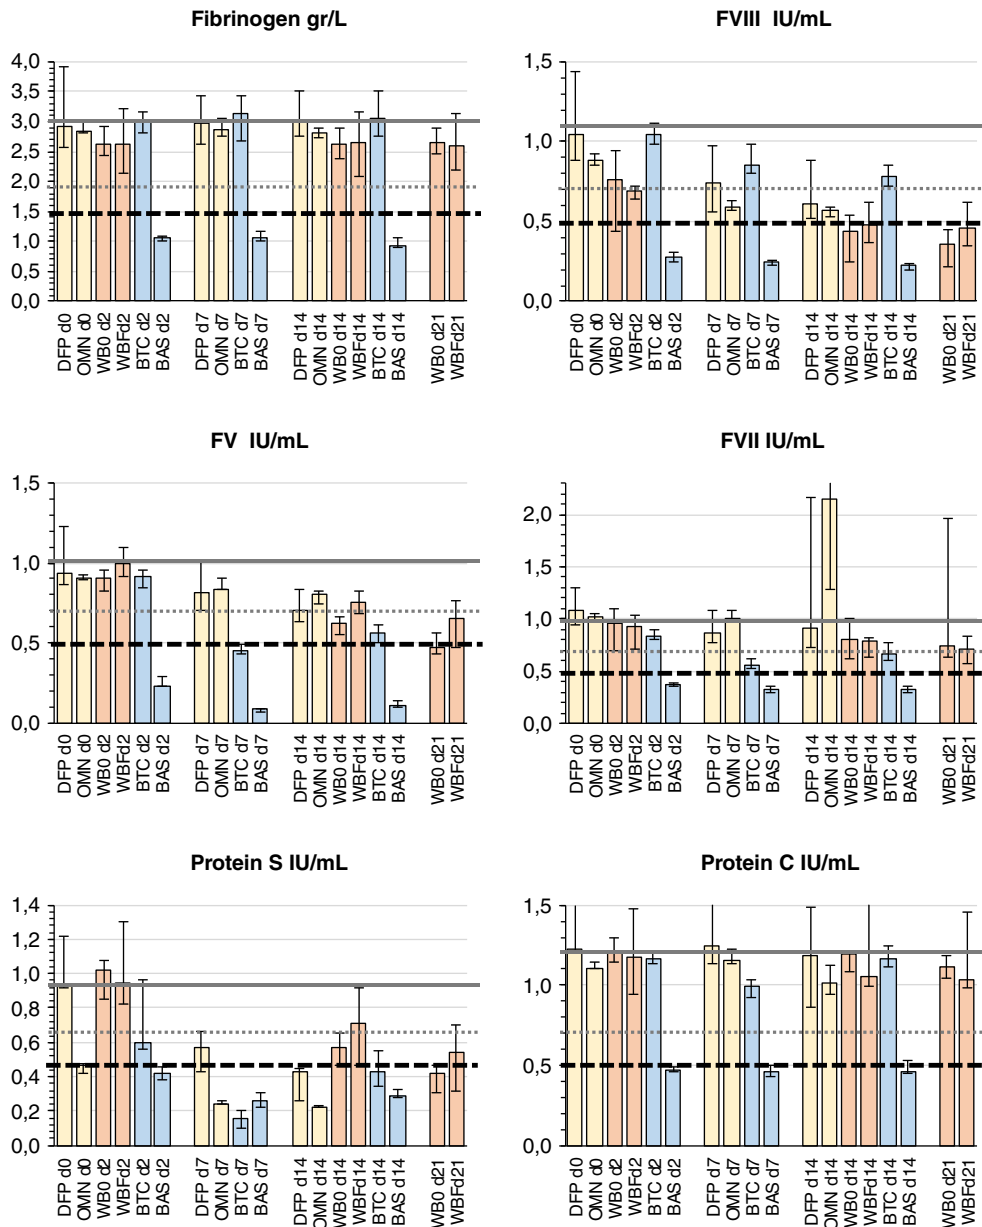 Fibrinogen gr/L
4,0
3,5
3,0
2,5
2,0
1,5
1,0
0,5
0,0
DFP d0
OMN d0
WB0 d2
WBFd2
BTC d2
BAS d2
DFP d7
OMN d7
BTC d7
BAS d7
DFP d14
OMN d14
WB0 d14
WBFd14
BTC d14
BAS d14
WB0 d21
WBFd21
FVIII IU/mL
1,5
1,0
0,5
0,0
DFP d0
OMN d0
WB0 d2
WBFd2
BTC d2
BAS d2
DFP d7
OMN d7
BTC d7
BAS d7
DFP d14
OMN d14
WB0 d14
WBFd14
BTC d14
BAS d14
WB0 d21
WBFd21
FV IU/mL
1,5
1,0
0,5
0,0
DFP d0
OMN d0
WB0 d2
WBFd2
BTC d2
BAS d2
DFP d7
OMN d7
BTC d7
BAS d7
DFP d14
OMN d14
WB0 d14
WBFd14
BTC d14
BAS d14
WB0 d21
WBFd21
FVII IU/mL
2,0
1,5
1,0
0,5
0,0
DFP d0
OMN d0
WB0 d2
WBFd2
BTC d2
BAS d2
DFP d7
OMN d7
BTC d7
BAS d7
DFP d14
OMN d14
WB0 d14
WBFd14
BTC d14
BAS d14
WB0 d21
WBFd21
Protein S IU/mL
1,4
1,2
1,0
0,8
0,6
0,4
0,2
0,0
DFP d0
OMN d0
WB0 d2
WBFd2
BTC d2
BAS d2
DFP d7
OMN d7
BTC d7
BAS d7
DFP d14
OMN d14
WB0 d14
WBFd14
BTC d14
BAS d14
WB0 d21
WBFd21
Protein C IU/mL
1,5
1,0
0,5
0,0
DFP d0
OMN d0
WB0 d2
WBFd2
BTC d2
BAS d2
DFP d7
OMN d7
BTC d7
BAS d7
DFP d14
OMN d14
WB0 d14
WBFd14
BTC d14
BAS d14
WB0 d21
WBFd21